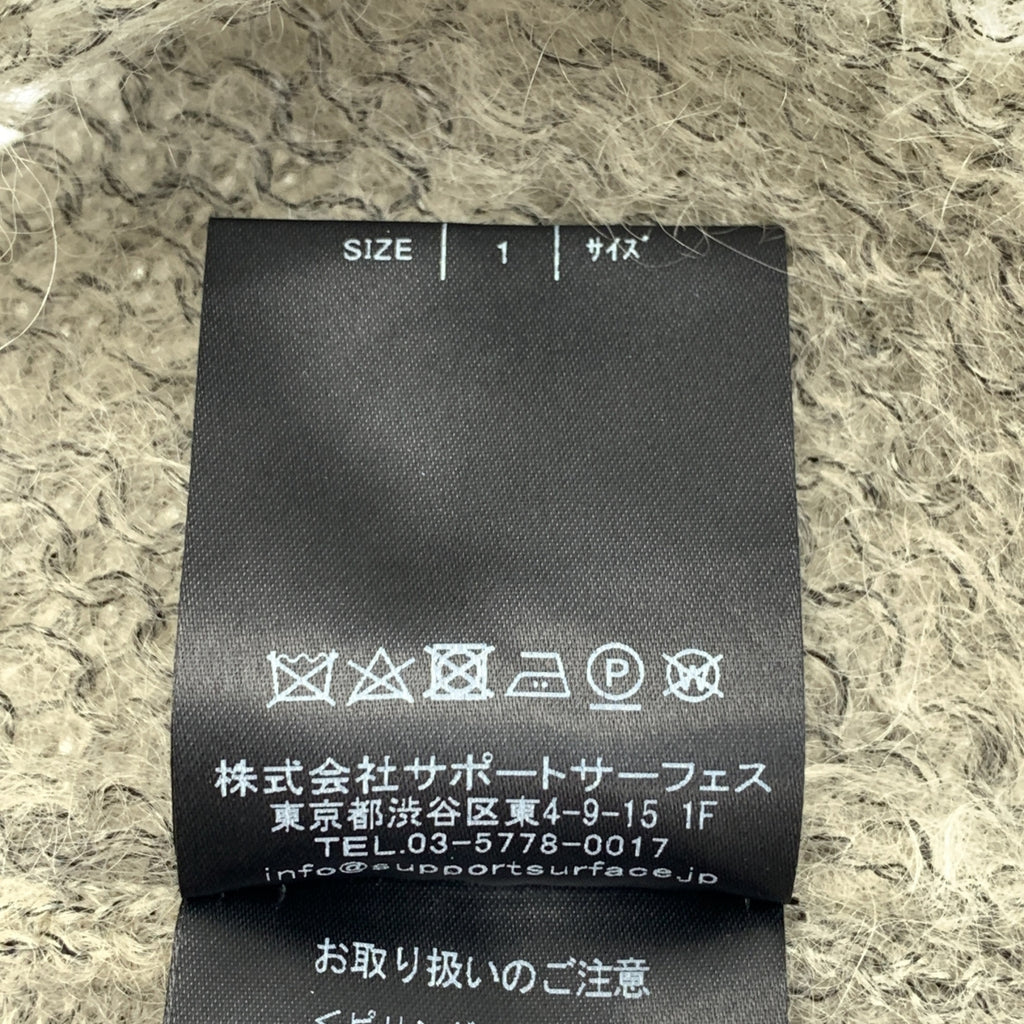 SIZE 1 サイズ
株式会社サポートサーフェス
東京都渋谷区東4-9-15 1F
TEL.03-5778-0017
info@supportsurface.jp
お取り扱いのご注意